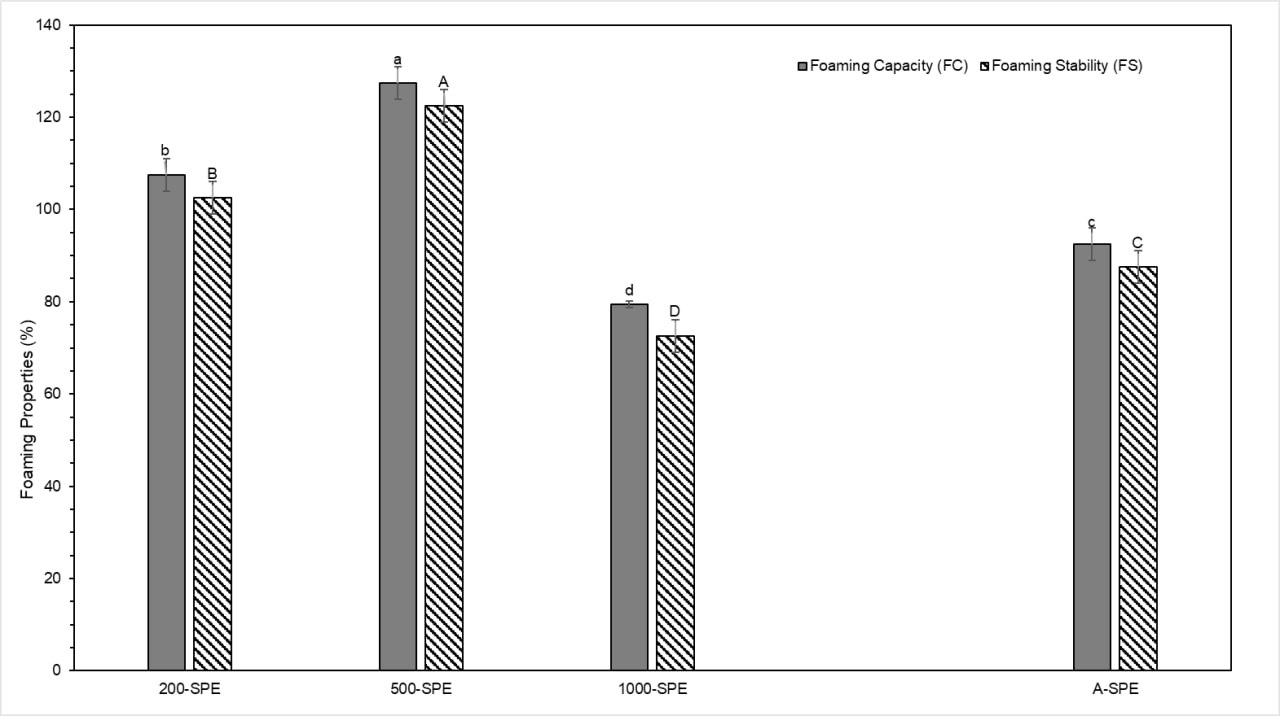 140
120
100
80
60
40
20
0
Foaming Properties (%)
Foaming Capacity (FC) Foaming Stability (FS)
b B a A d D c C
200-SPE 500-SPE 1000-SPE A-SPE